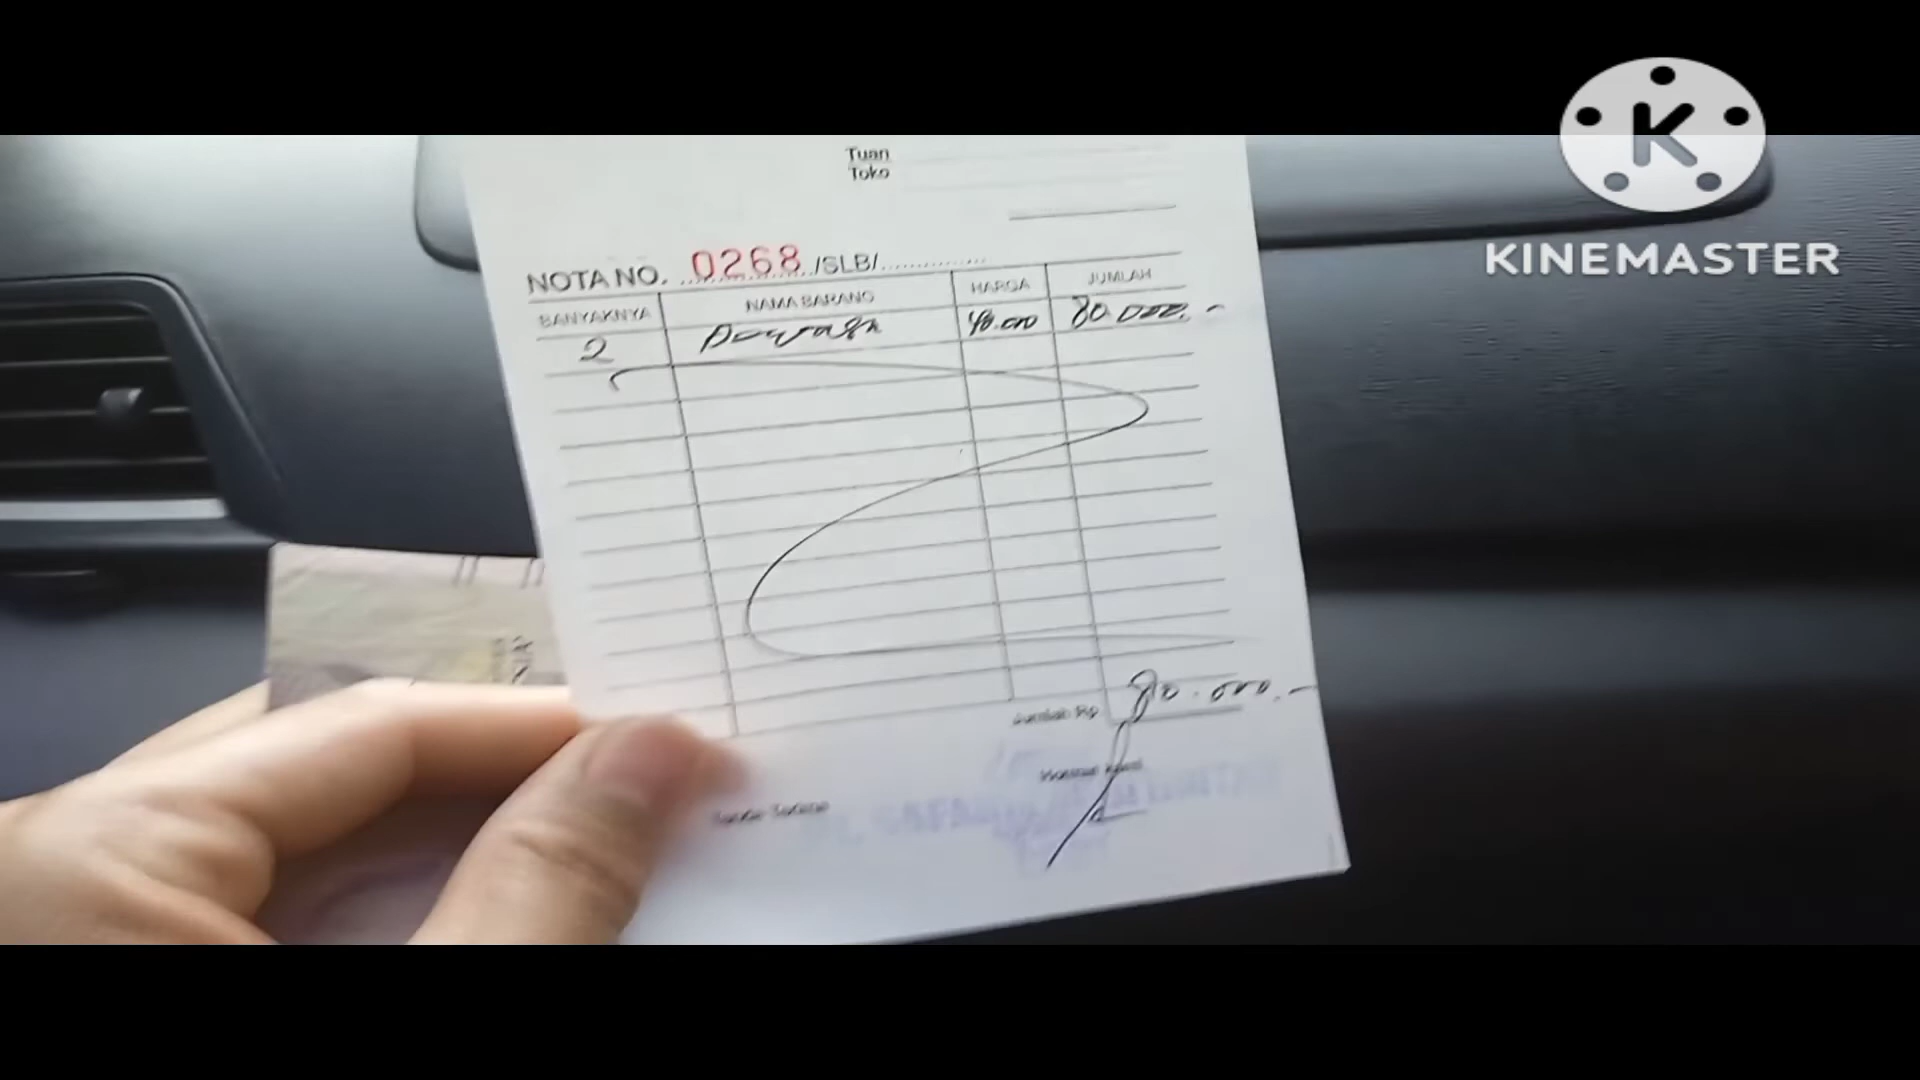 KINEMASTER
Tuan
Toko
NOTA NO. 0268 /SLB/
BANYAKNYA NAMA BARANG HARGA JUMLAH
2 Dewasa 40.000 80.000.-
Jumlah Rp 80.000.-
Hormat Kami
Tanda Terima